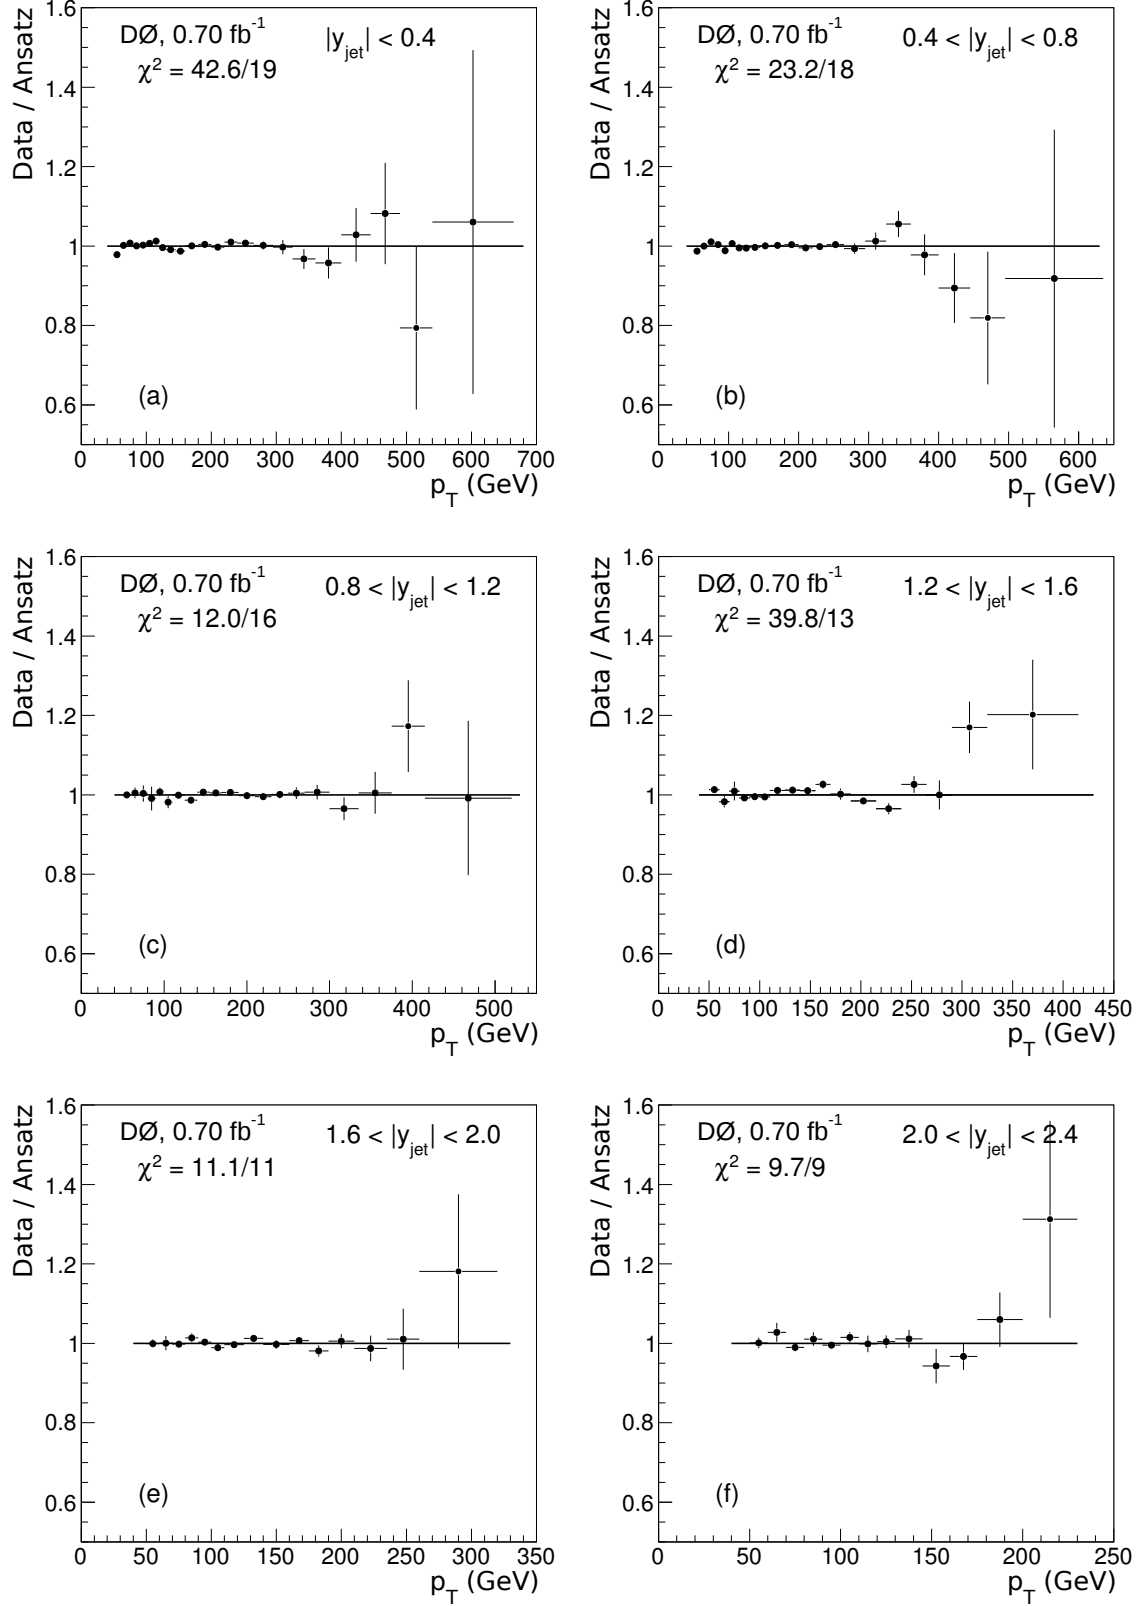 Data / Ansatz
1.6
1.4
1.2
1
0.8
0.6
DØ, 0.70 fb-1
|yjet| < 0.4
χ2 = 42.6/19
(a)
0 100 200 300 400 500 600 700
pT (GeV)
Data / Ansatz
1.6
1.4
1.2
1
0.8
0.6
DØ, 0.70 fb-1
0.4 < |yjet| < 0.8
χ2 = 23.2/18
(b)
0 100 200 300 400 500 600
pT (GeV)
Data / Ansatz
1.6
1.4
1.2
1
0.8
0.6
DØ, 0.70 fb-1
0.8 < |yjet| < 1.2
χ2 = 12.0/16
(c)
0 100 200 300 400 500
pT (GeV)
Data / Ansatz
1.6
1.4
1.2
1
0.8
0.6
DØ, 0.70 fb-1
1.2 < |yjet| < 1.6
χ2 = 39.8/13
(d)
0 50 100 150 200 250 300 350 400 450
pT (GeV)
Data / Ansatz
1.6
1.4
1.2
1
0.8
0.6
DØ, 0.70 fb-1
1.6 < |yjet| < 2.0
χ2 = 11.1/11
(e)
0 50 100 150 200 250 300 350
pT (GeV)
Data / Ansatz
1.6
1.4
1.2
1
0.8
0.6
DØ, 0.70 fb-1
2.0 < |yjet| < 2.4
χ2 = 9.7/9
(f)
0 50 100 150 200 250
pT (GeV)